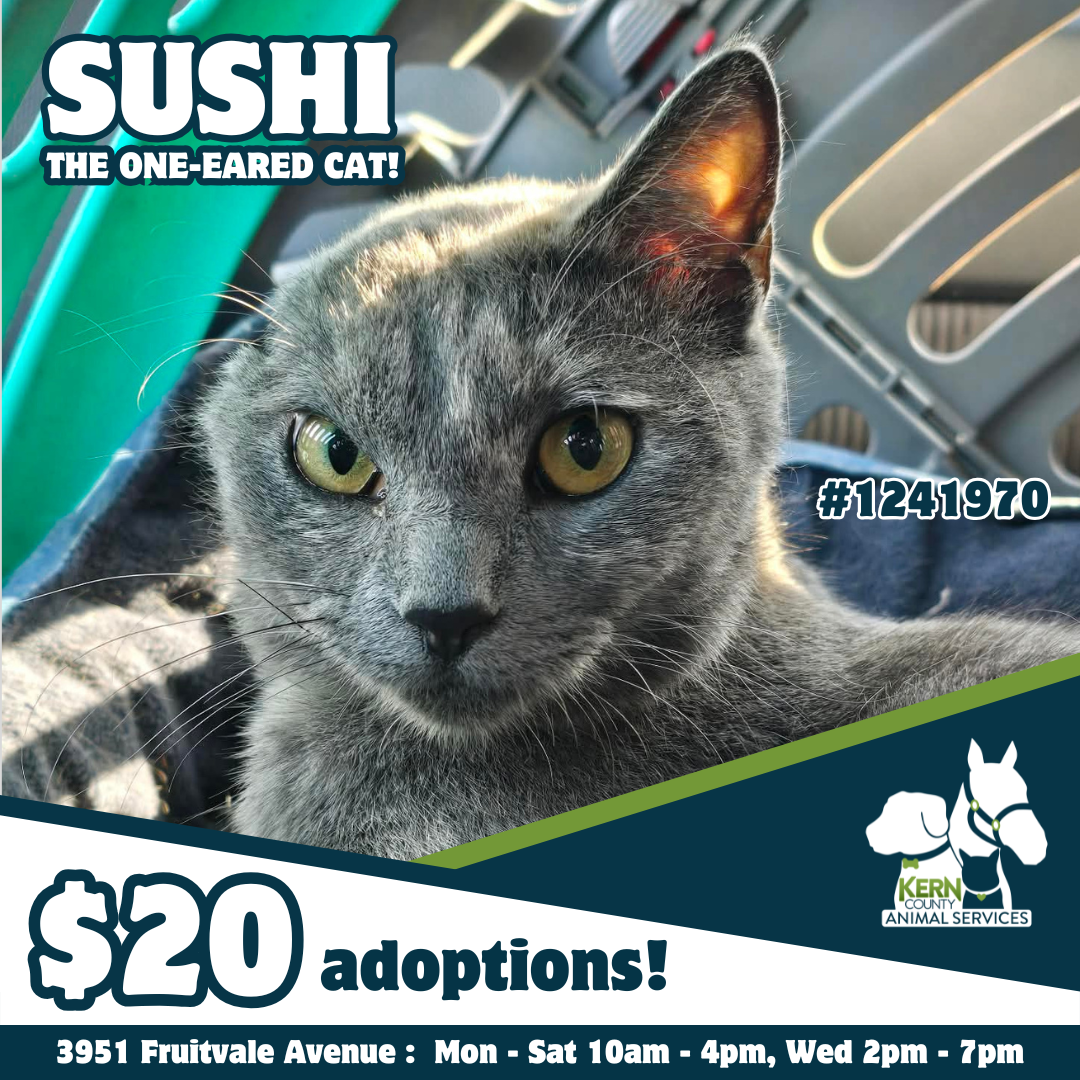 SUSHI
THE ONE-EARED CAT!
#1241970
KERN
COUNTY
ANIMAL SERVICES
$20 adoptions!
3951 Fruitvale Avenue : Mon - Sat 10am - 4pm, Wed 2pm - 7pm